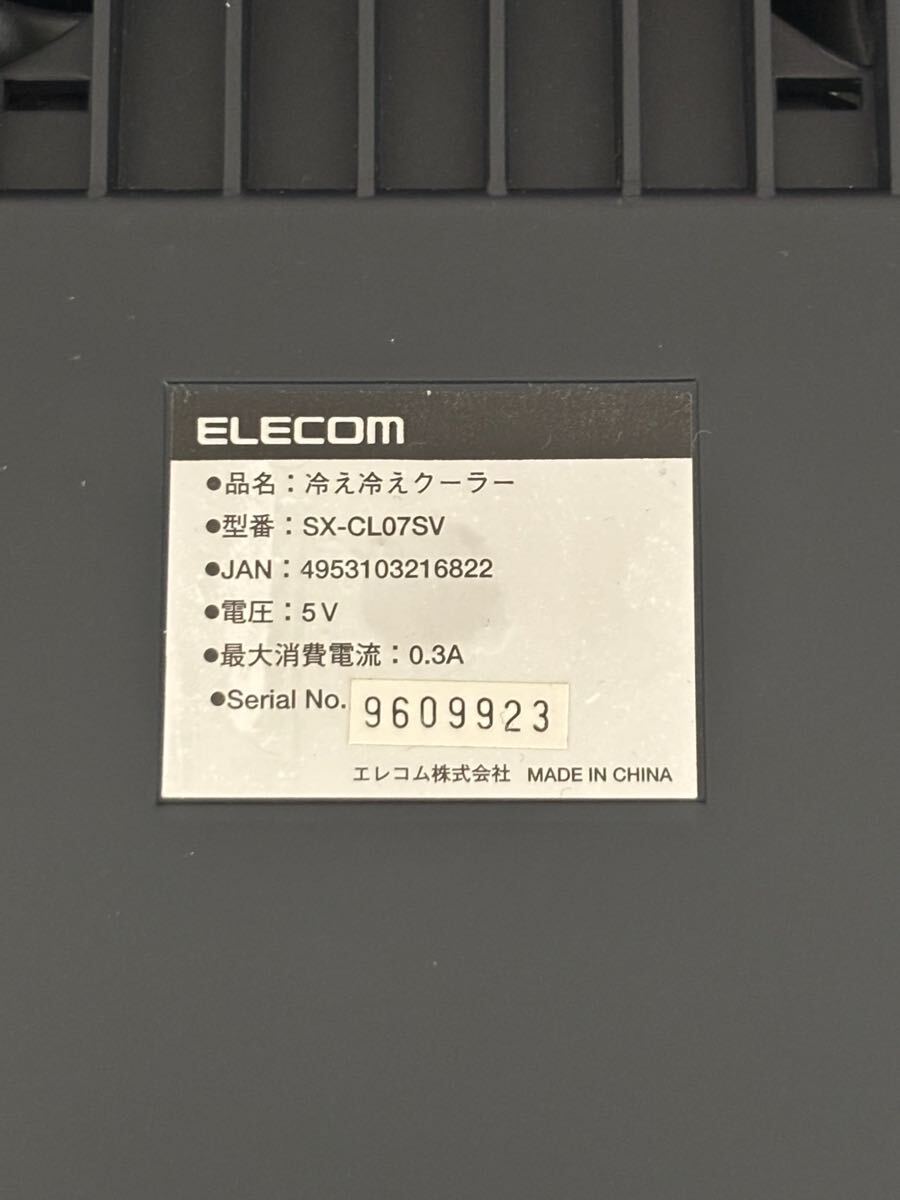 ELECOM
●品名：冷え冷えクーラー
●型番：SX-CL07SV
●JAN：4953103216822
●電圧：5V
●最大消費電流：0.3A
●Serial No. 9609923
エレコム株式会社 MADE IN CHINA